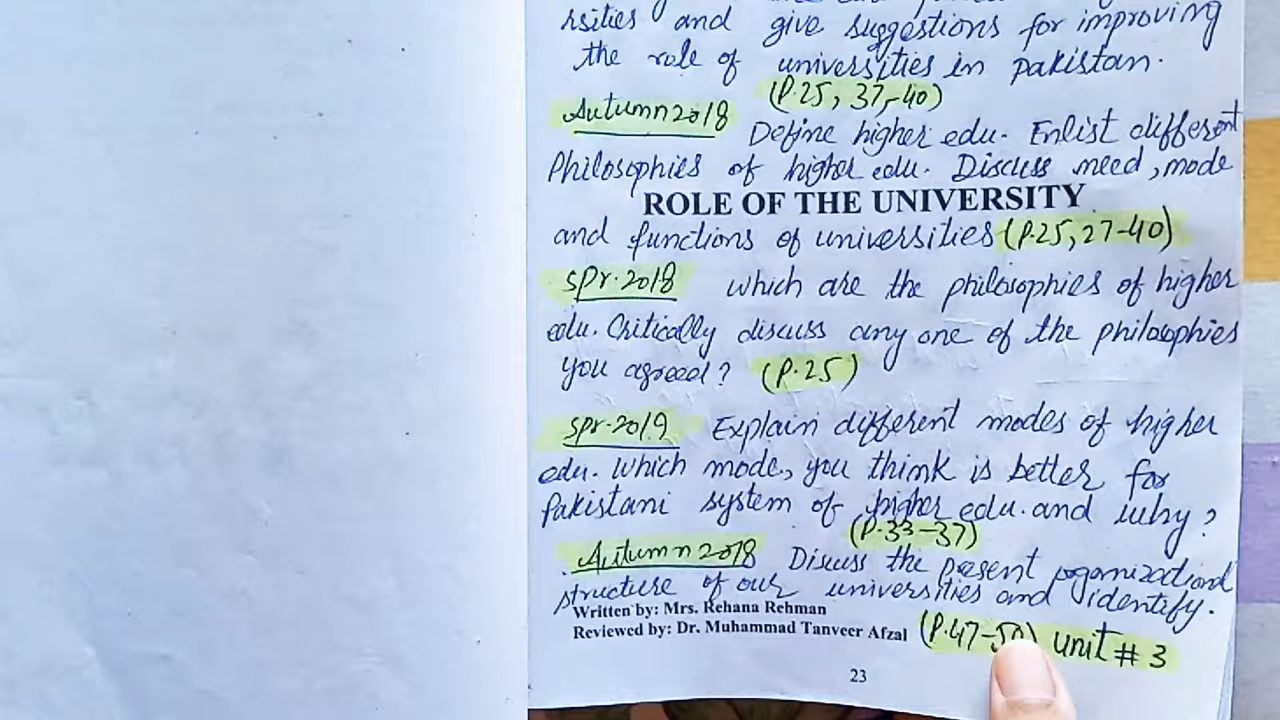 rsities and give suggestions for improving
the role of universities in pakistan.
(P.25, 37-40)
Autumn 2018 Define higher edu. Enlist different
Philosophies of higher edu. Discuss need, mode
ROLE OF THE UNIVERSITY
and functions of universities (P.25, 27-40)
Spr.2018 which are the philosophies of higher
edu. Critically discuss any one of the philosophies
you agreed? (P.25)
Spr.2019 Explain different modes of higher
edu. Which mode, you think is better for
Pakistani system of higher edu. and why?
(P.33-37)
Autumn 2018 Discuss the present organizational
structure of our universities and identify.
Written by: Mrs. Rehana Rehman
Reviewed by: Dr. Muhammad Tanveer Afzal
(P.47-50) unit # 3
23